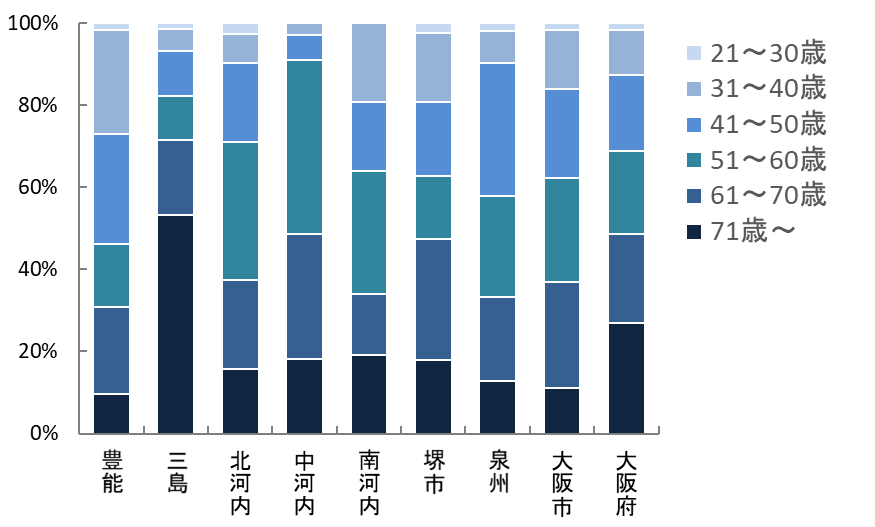 100%
80%
60%
40%
20%
0%
21～30歳
31～40歳
41～50歳
51～60歳
61～70歳
71歳～
豊能
三島
北河内
中河内
南河内
堺市
泉州
大阪市
大阪府